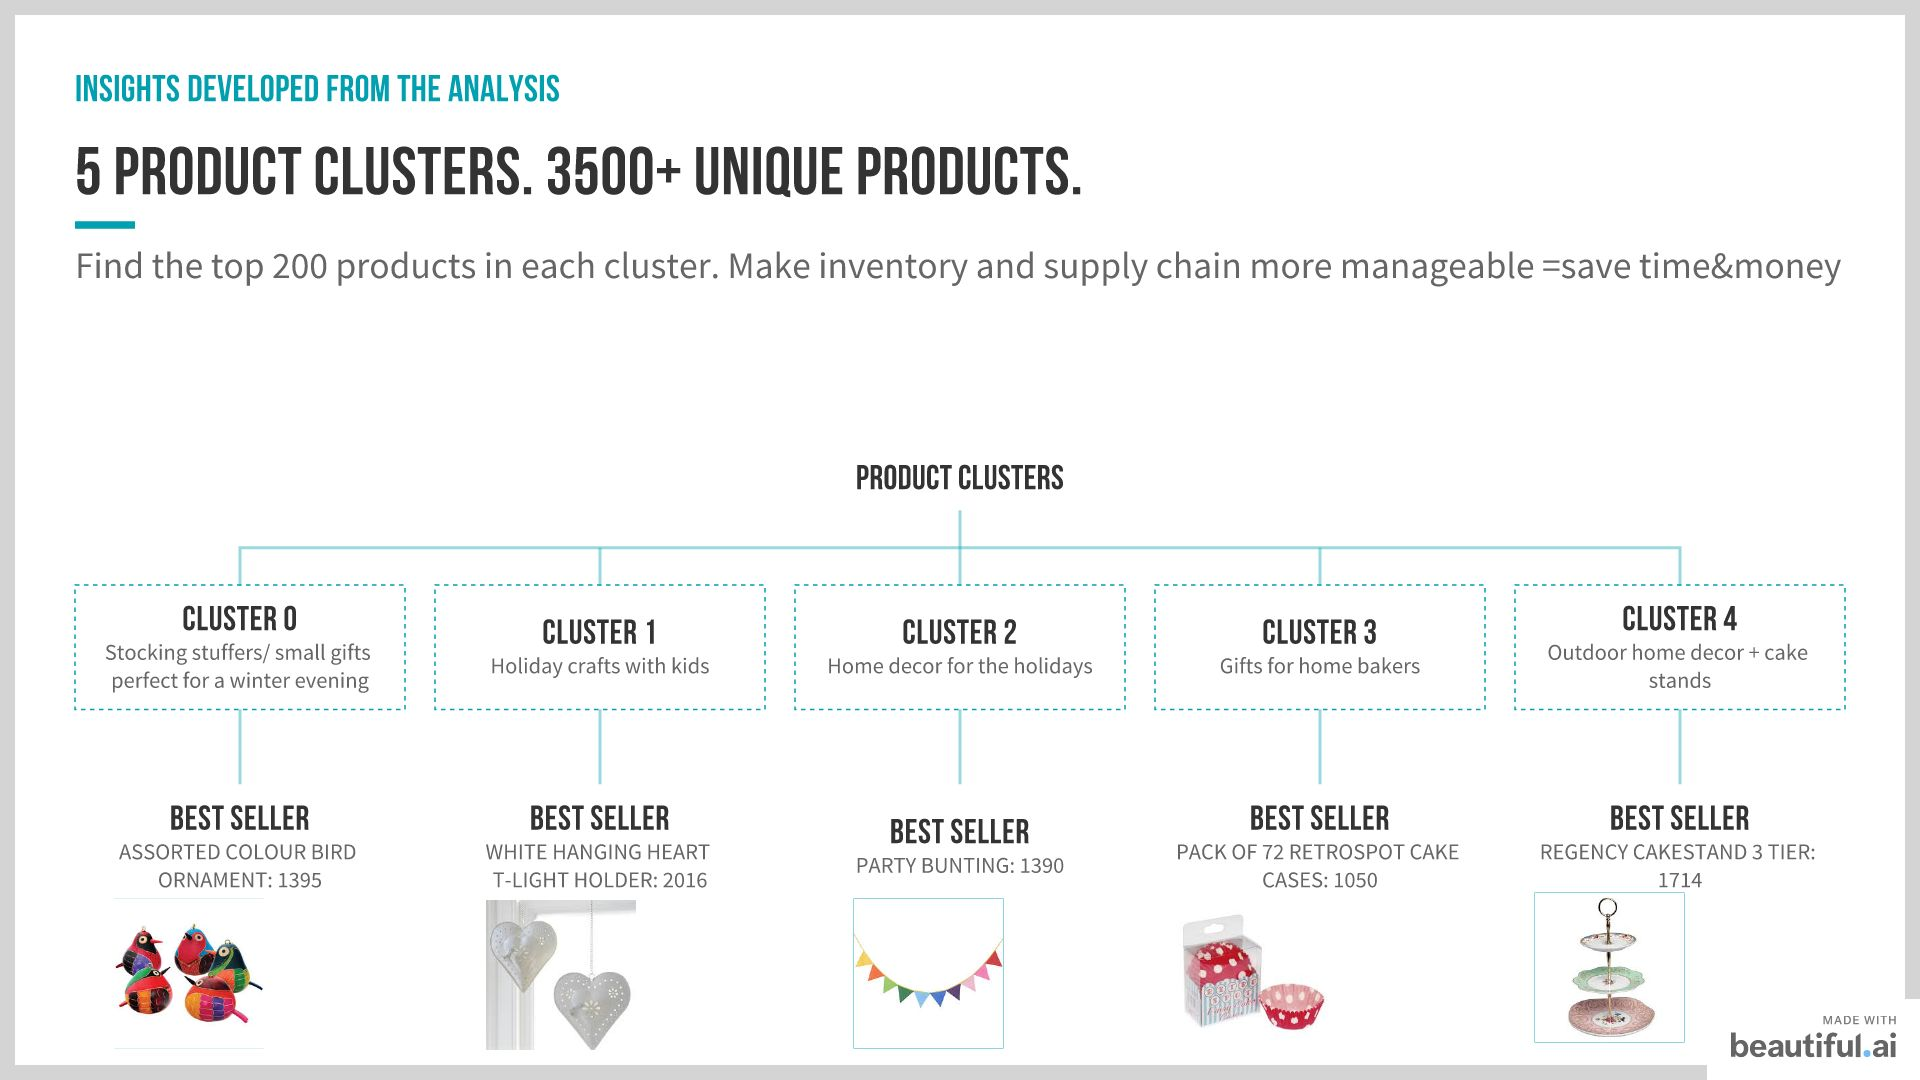 INSIGHTS DEVELOPED FROM THE ANALYSIS
5 PRODUCT CLUSTERS. 3500+ UNIQUE PRODUCTS.
Find the top 200 products in each cluster. Make inventory and supply chain more manageable =save time&money
PRODUCT CLUSTERS
CLUSTER 0
Stocking stuffers/ small gifts
perfect for a winter evening
CLUSTER 1
Holiday crafts with kids
CLUSTER 2
Home decor for the holidays
CLUSTER 3
Gifts for home bakers
CLUSTER 4
Outdoor home decor + cake
stands
BEST SELLER
ASSORTED COLOUR BIRD
ORNAMENT: 1395
BEST SELLER
WHITE HANGING HEART
T-LIGHT HOLDER: 2016
BEST SELLER
PARTY BUNTING: 1390
BEST SELLER
PACK OF 72 RETROSPOT CAKE
CASES: 1050
BEST SELLER
REGENCY CAKESTAND 3 TIER:
1714
MADE WITH
beautiful.ai